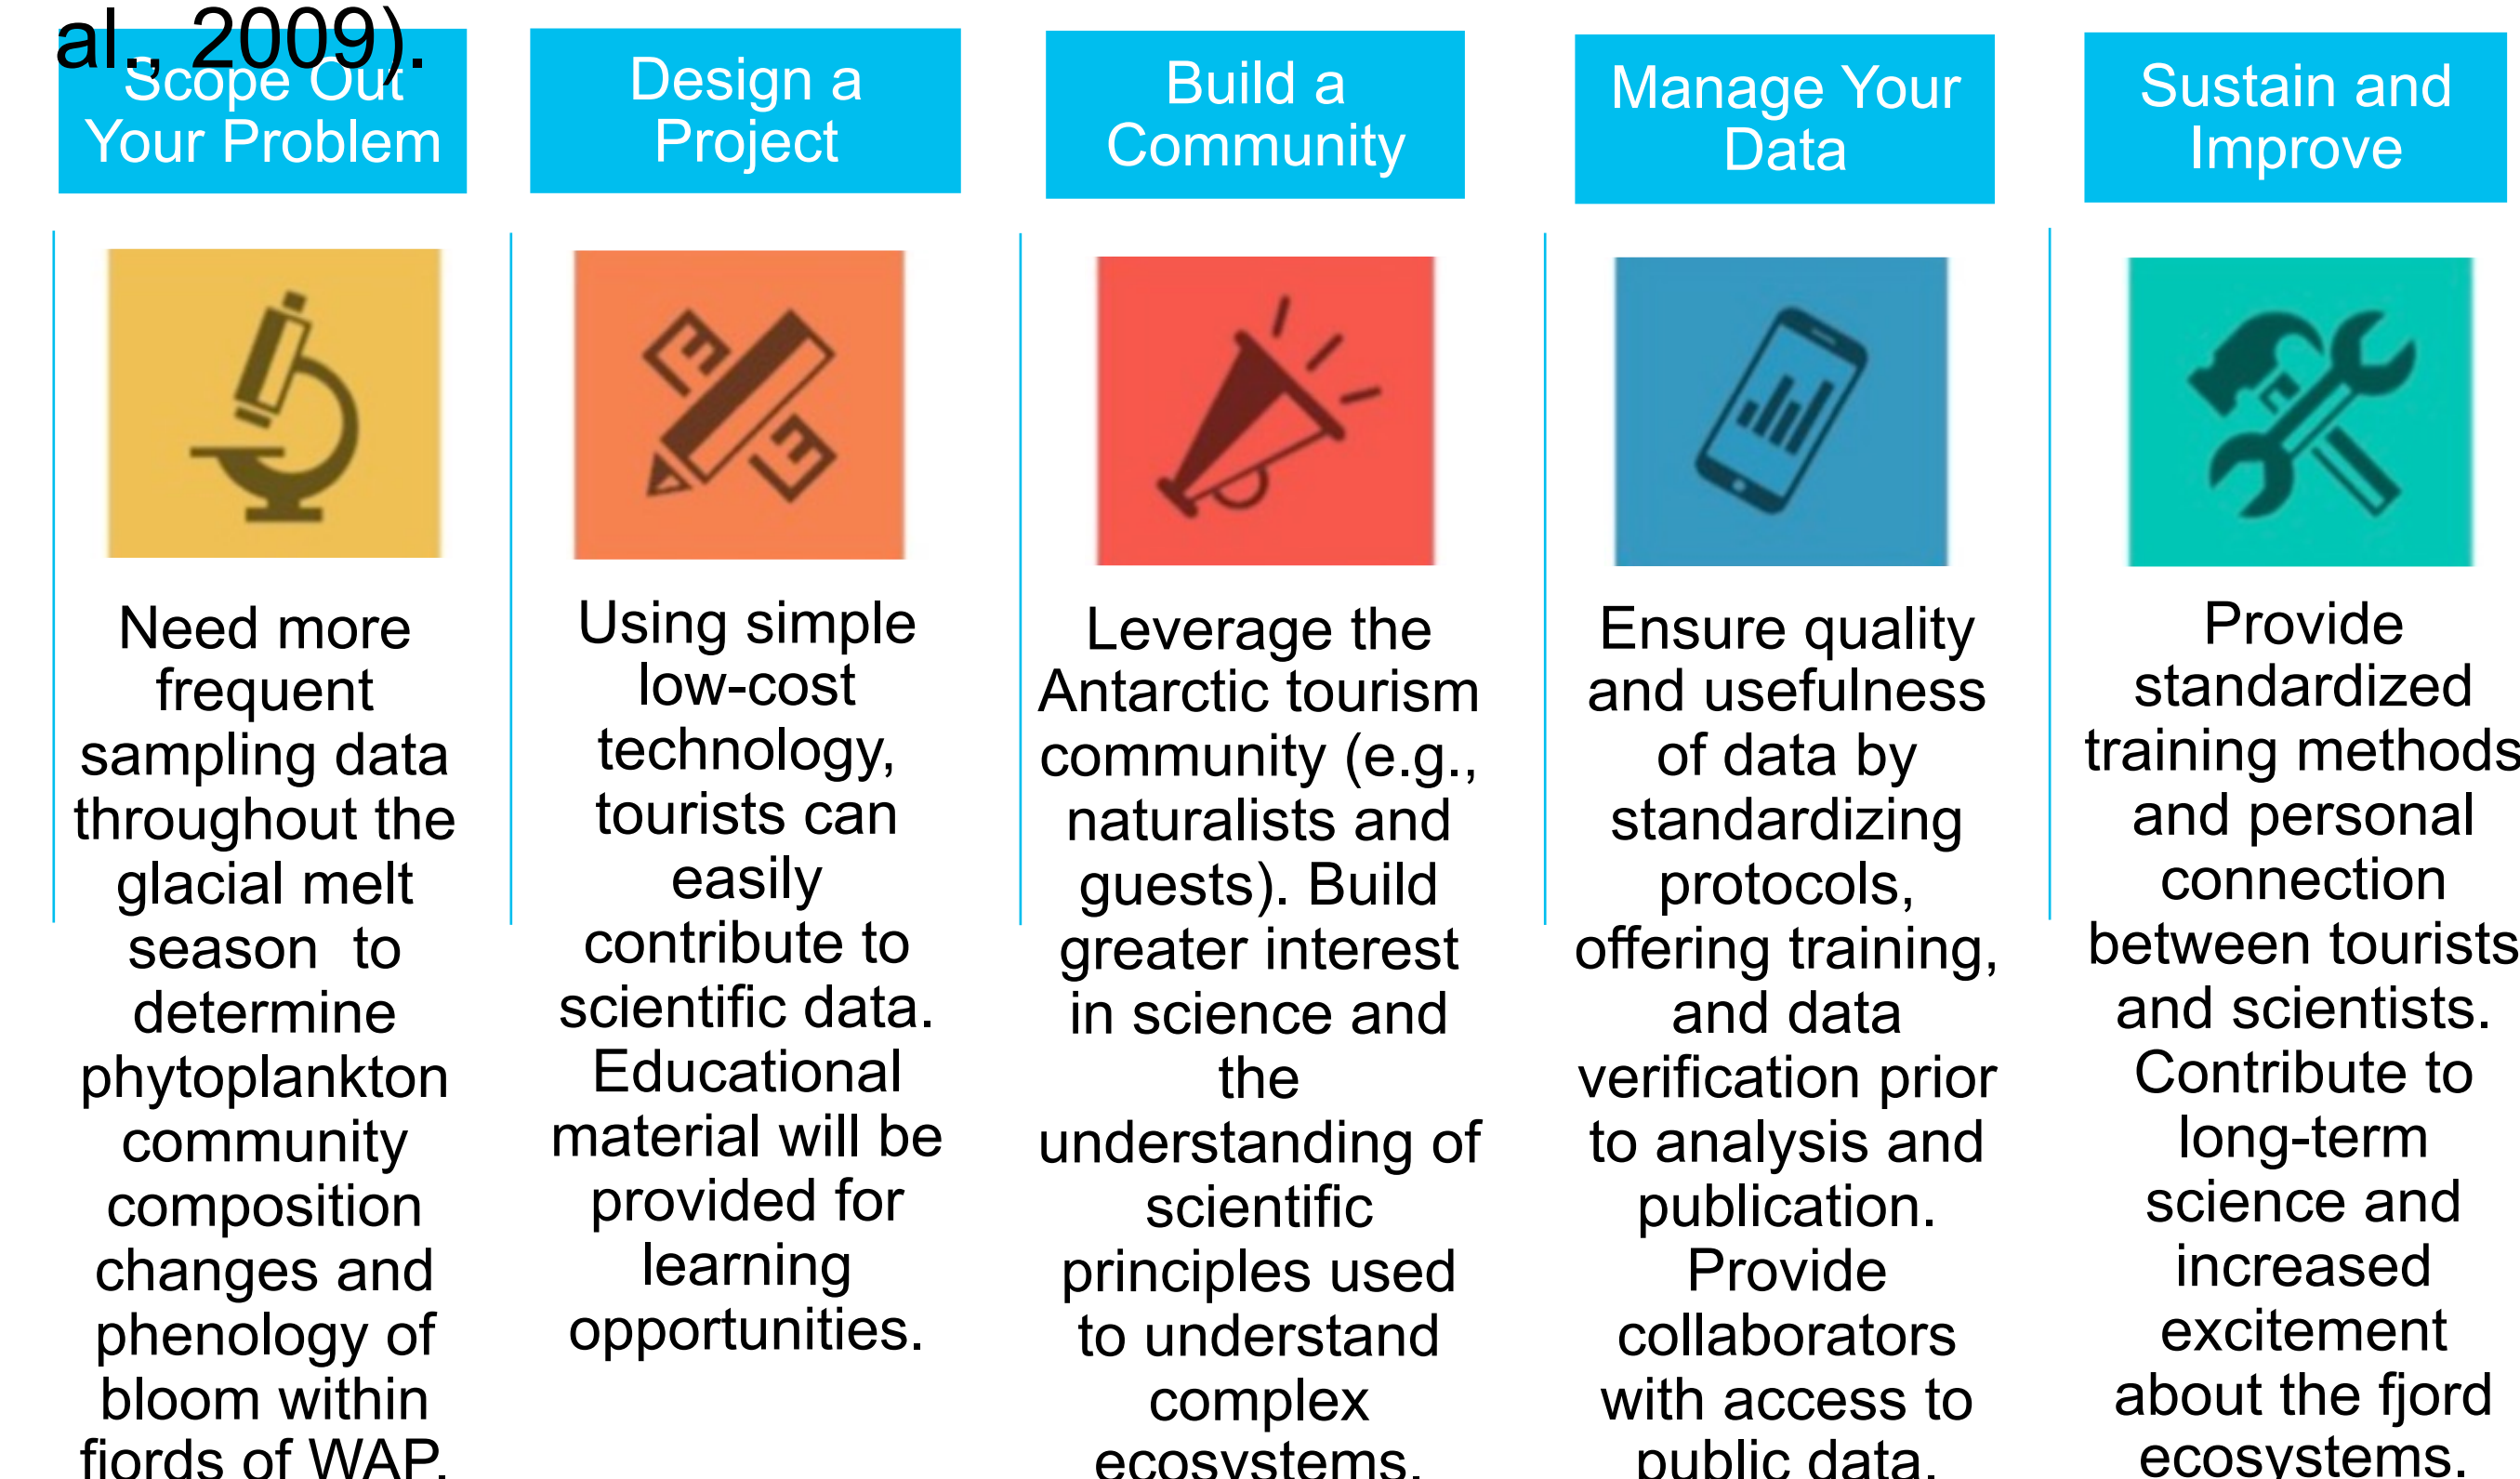 al., 2009).
Scope Out
Your Problem
Need more
frequent
sampling data
throughout the
glacial melt
season  to
determine
phytoplankton
community
composition
changes and
phenology of
bloom within
fjords of WAP.
Design a
Project
Using simple
low-cost
technology,
tourists can
easily
contribute to
scientific data.
Educational
material will be
provided for
learning
opportunities.
Build a
Community
Leverage the
Antarctic tourism
community (e.g.,
naturalists and
guests). Build
greater interest
in science and
the
understanding of
scientific
principles used
to understand
complex
ecosystems.
Manage Your
Data
Ensure quality
and usefulness
of data by
standardizing
protocols,
offering training,
and data
verification prior
to analysis and
publication.
Provide
collaborators
with access to
public data.
Sustain and
Improve
Provide
standardized
training methods
and personal
connection
between tourists
and scientists.
Contribute to
long-term
science and
increased
excitement
about the fjord
ecosystems.